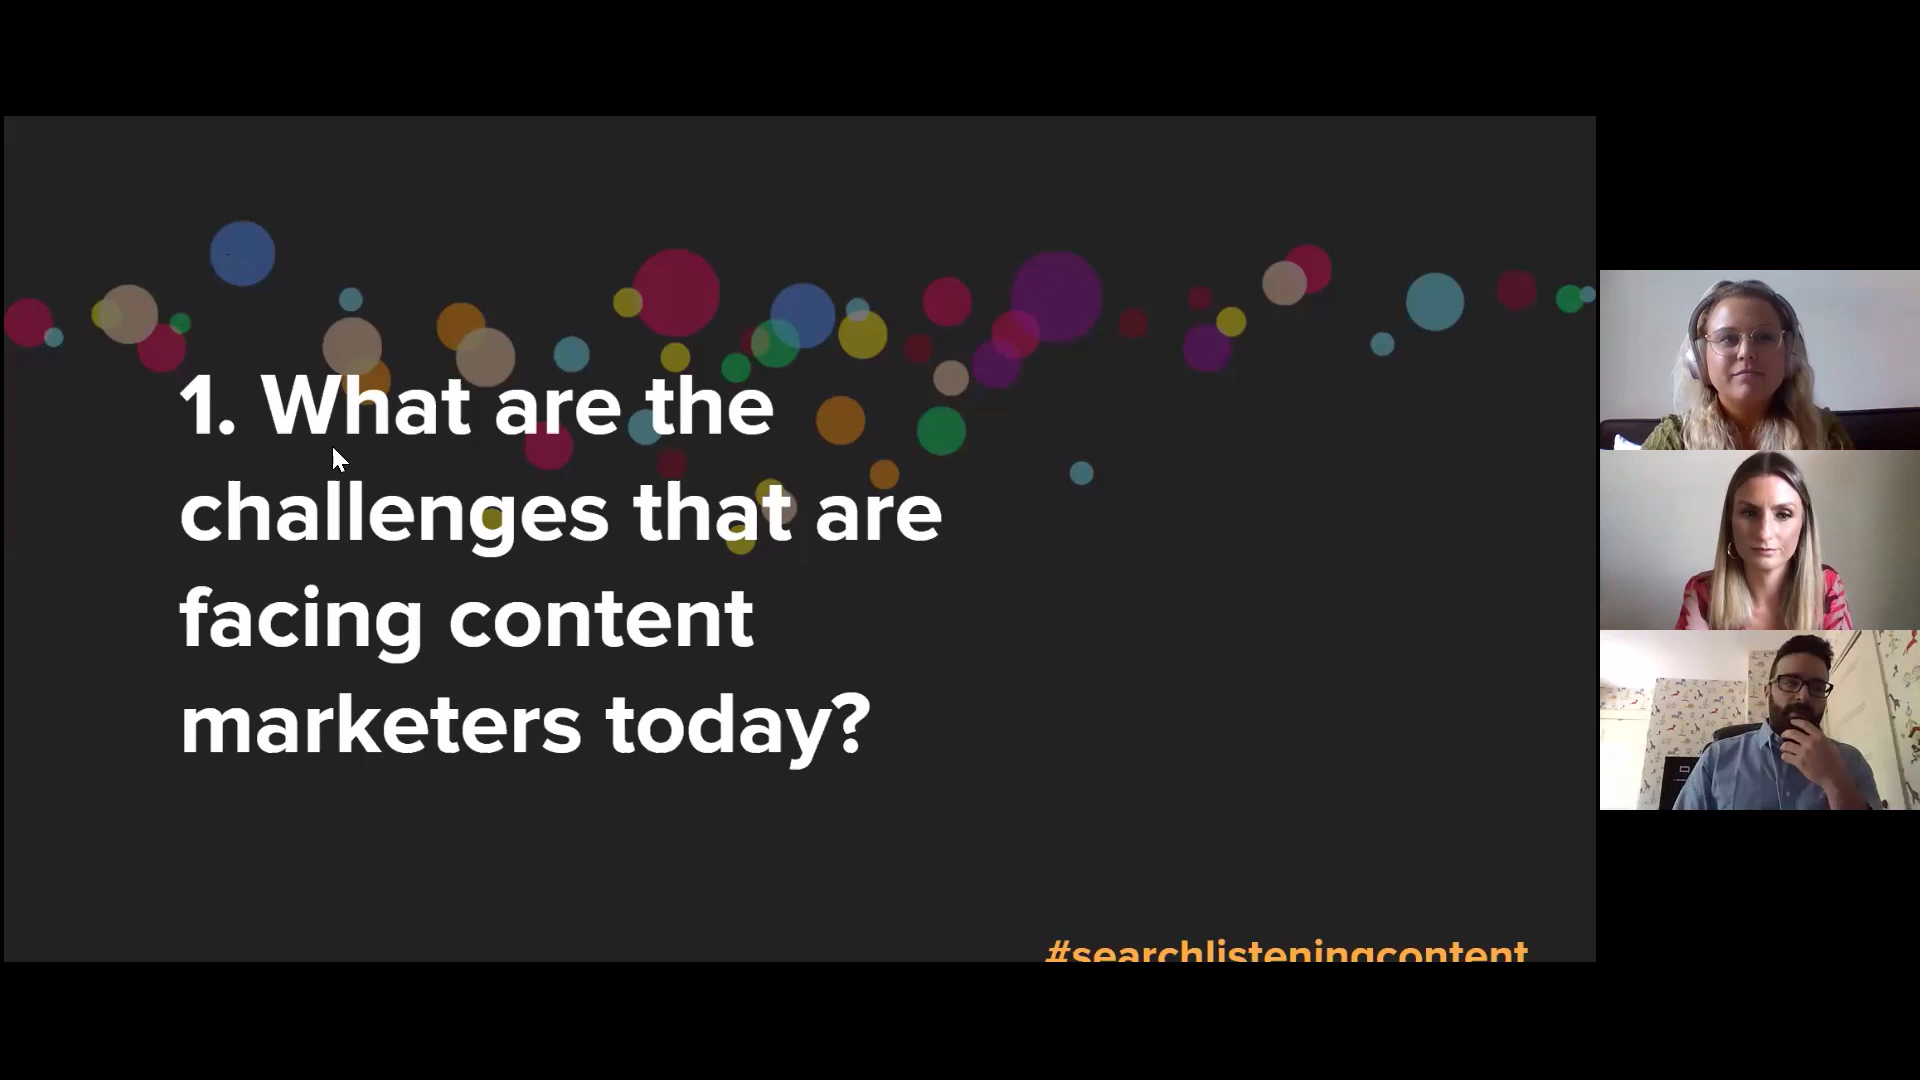 1. What are the
challenges that are
facing content
marketers today?
#searchlisteningcontent